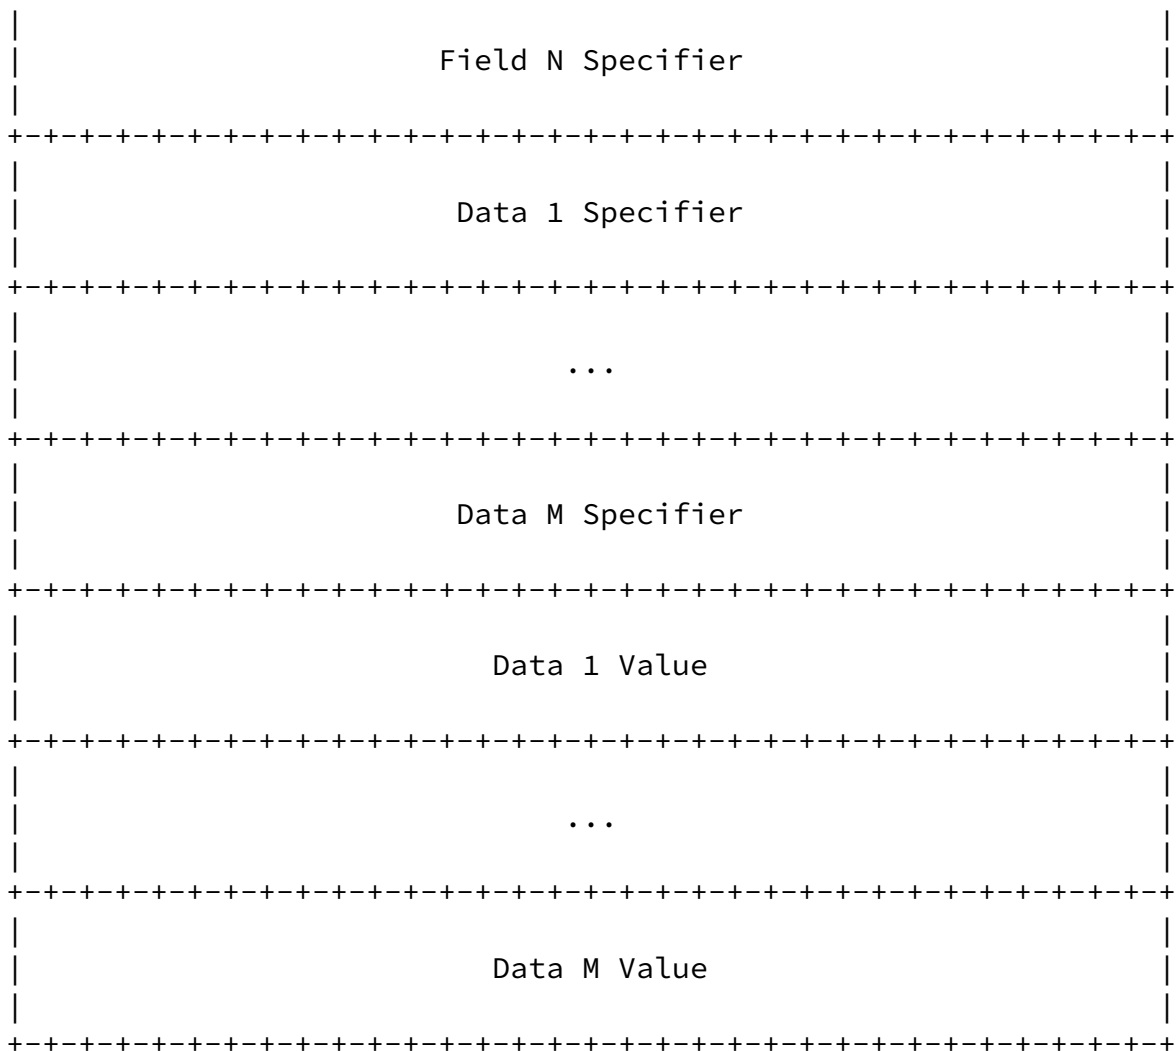 Field N Specifier
Data 1 Specifier
...
Data M Specifier
Data 1 Value
...
Data M Value